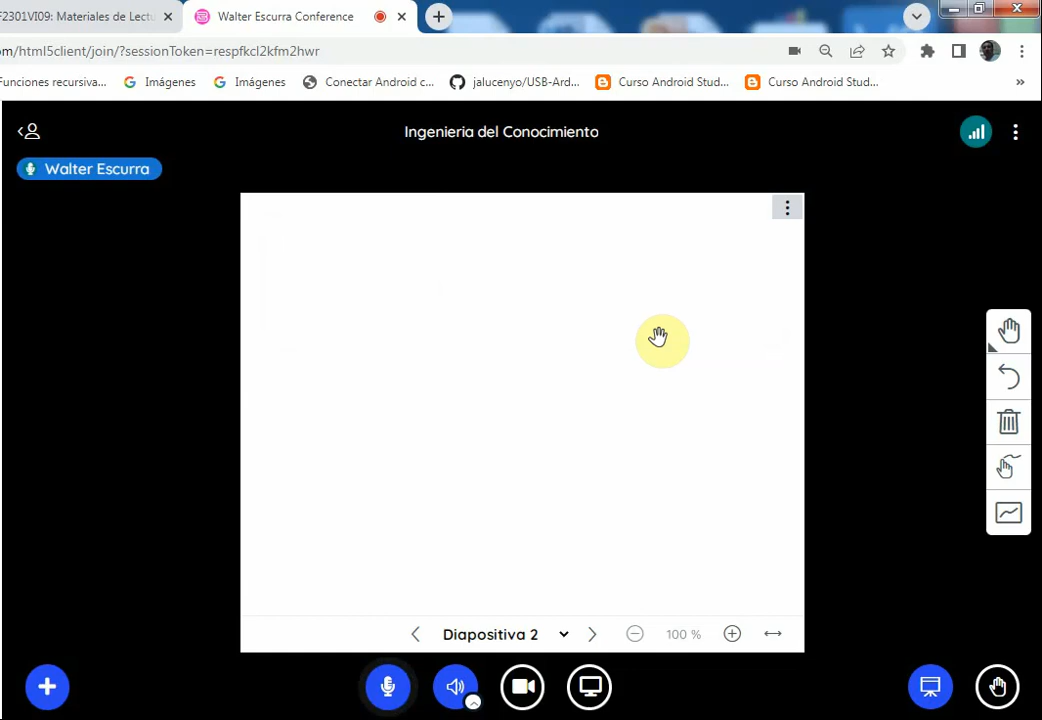 F2301VI09: Materiales de Lectu
Walter Escurra Conference
om/html5client/join/?sessionToken=respfkcl2kfm2hwr
Funciones recursiva...
Imágenes
Imágenes
Conectar Android c...
jalucenyo/USB-Ard...
Curso Android Stud...
Curso Android Stud...
»
Ingenieria del Conocimiento
Walter Escurra
Diapositiva 2
100 %